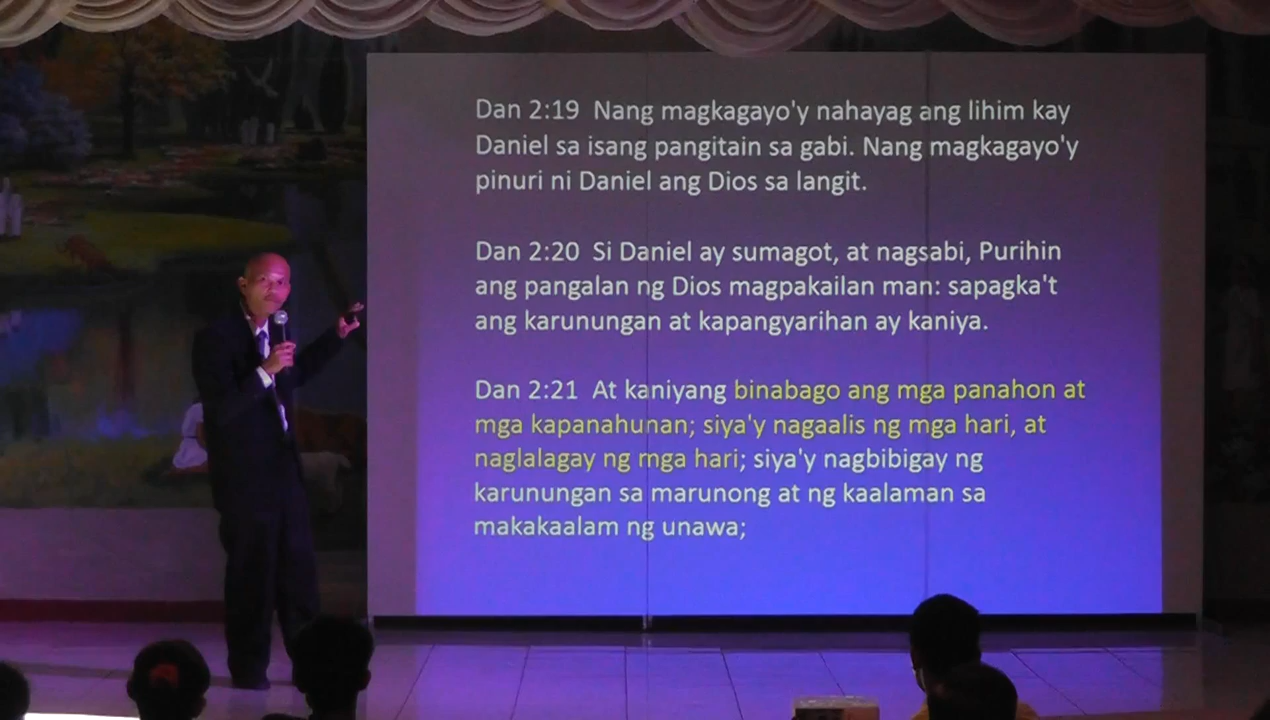 Dan 2:19  Nang magkagayo'y nahayag ang lihim kay
Daniel sa isang pangitain sa gabi. Nang magkagayo'y
pinuri ni Daniel ang Dios sa langit.
Dan 2:20  Si Daniel ay sumagot, at nagsabi, Purihin
ang pangalan ng Dios magpakailan man: sapagka't
ang karunungan at kapangyarihan ay kaniya.
Dan 2:21  At kaniyang binabago ang mga panahon at
mga kapanahunan; siya'y nagaalis ng mga hari, at
naglalagay ng mga hari; siya'y nagbibigay ng
karunungan sa marunong at ng kaalaman sa
makakaalam ng unawa;